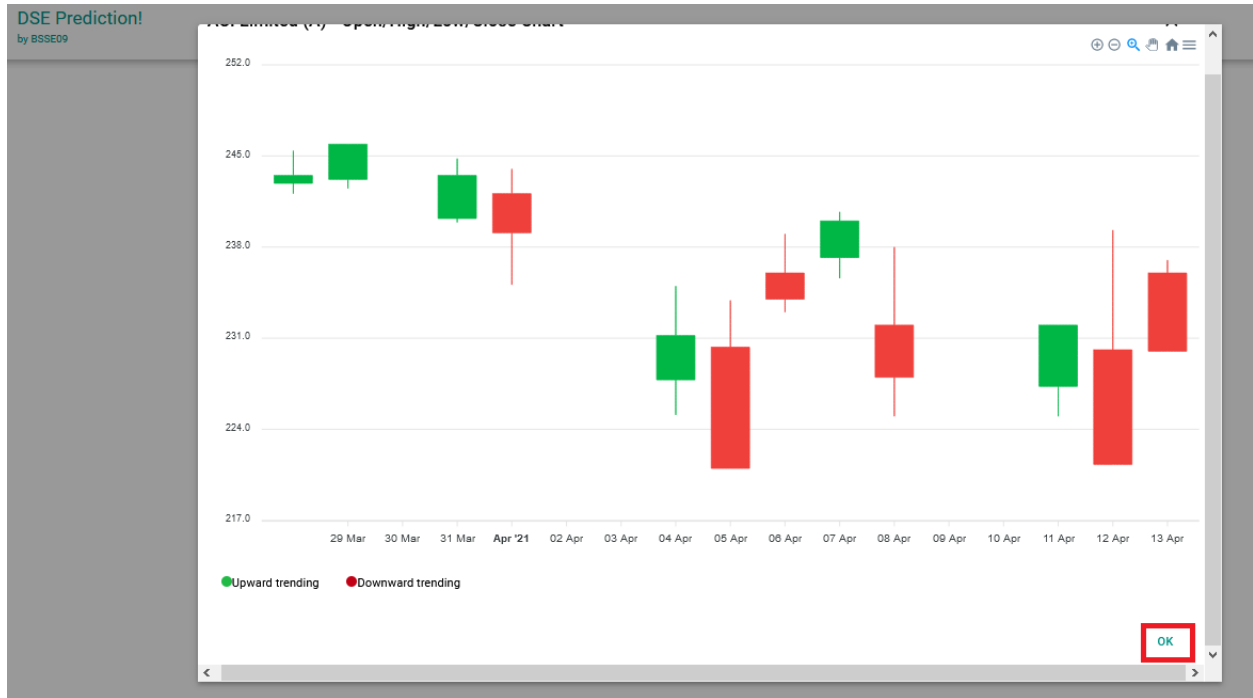 DSE Prediction!
by BSSE09
ACI Limited (A) - Open/High/Low/Close Chart
252.0
245.0
238.0
231.0
224.0
217.0
29 Mar 30 Mar 31 Mar Apr '21 02 Apr 03 Apr 04 Apr 05 Apr 06 Apr 07 Apr 08 Apr 09 Apr 10 Apr 11 Apr 12 Apr 13 Apr
Upward trending Downward trending
OK